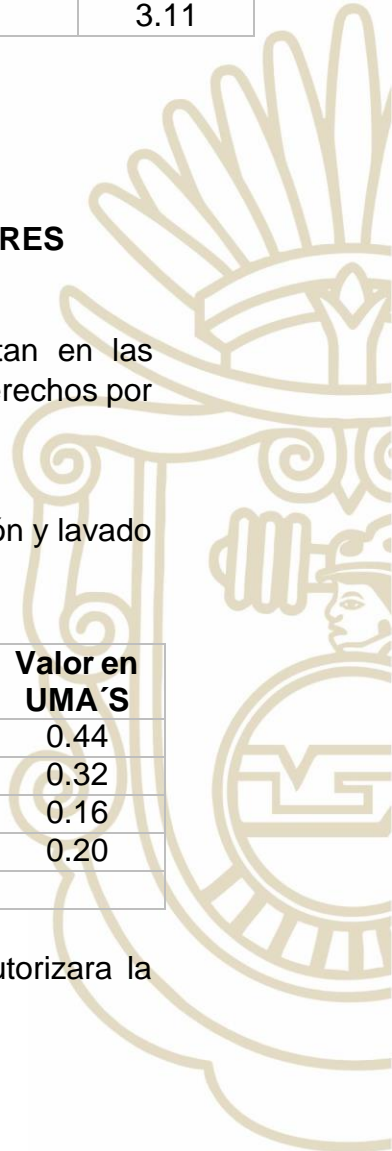 3.11
RES
tan en las
erechos por
ón y lavado
Valor en
UMA´S
0.44
0.32
0.16
0.20
utorizara la